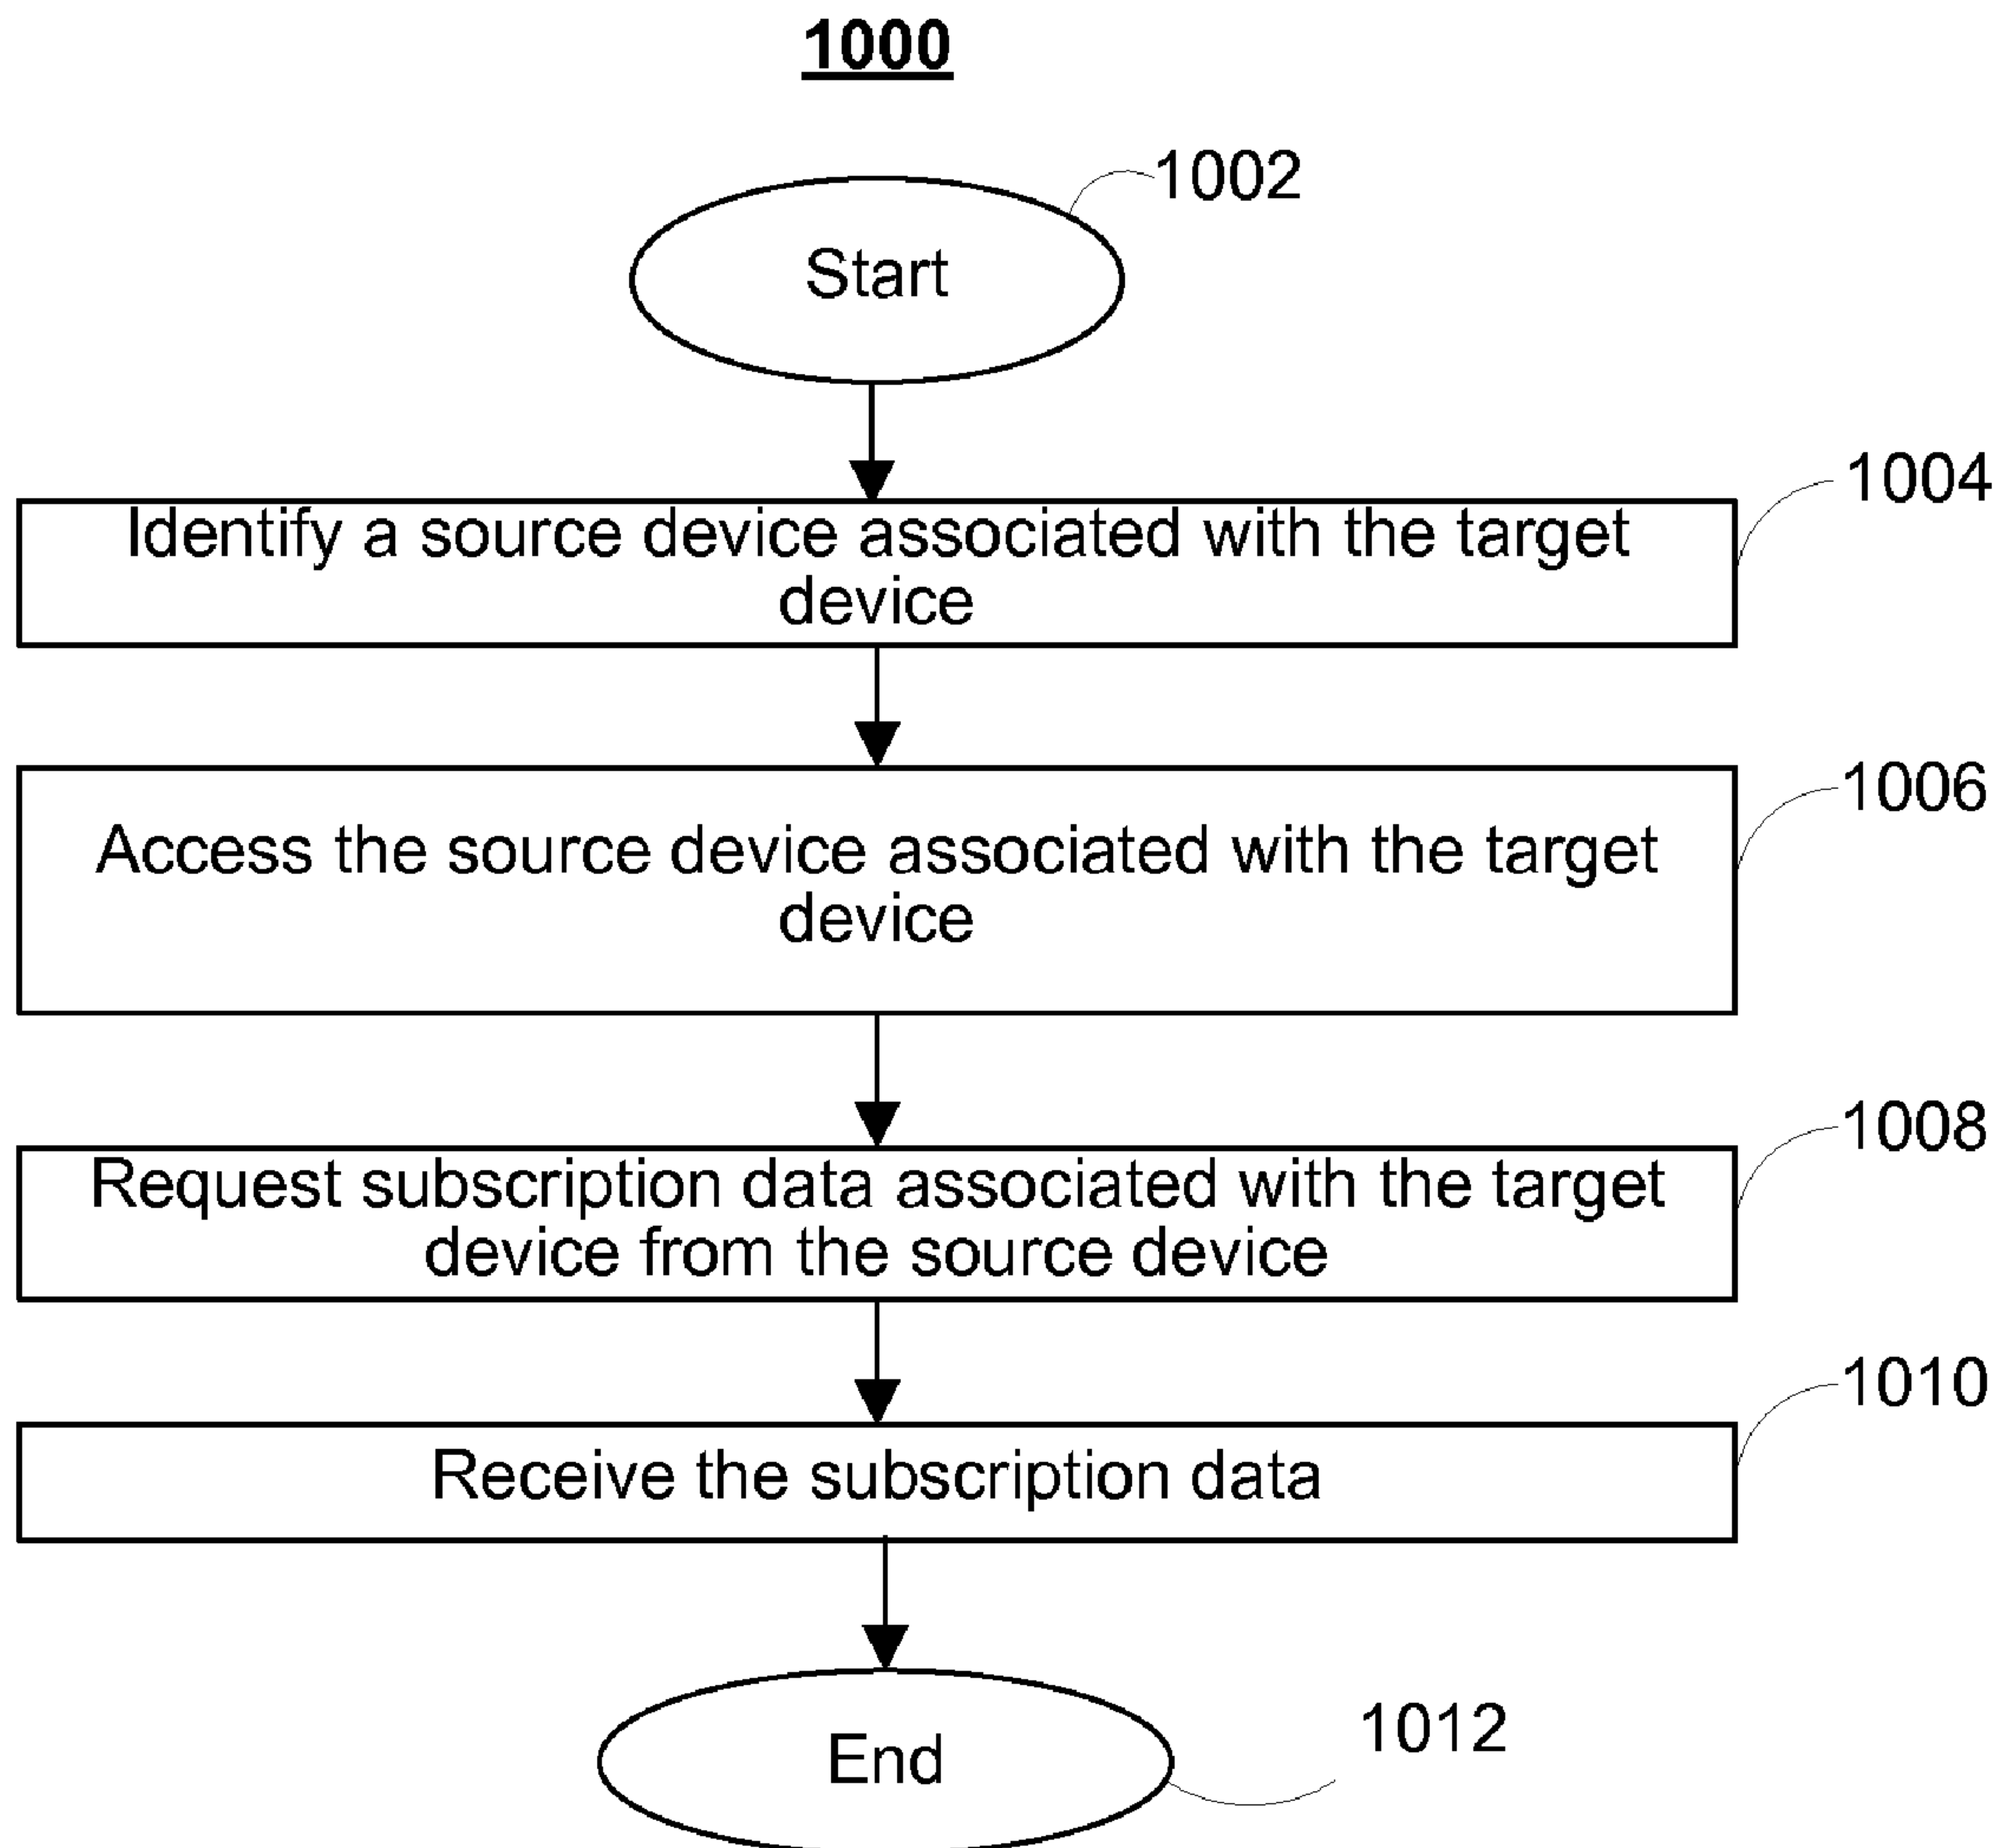 1000
1002
Start
1004
Identify a source device associated with the target
device
1006
Access the source device associated with the target
device
1008
Request subscription data associated with the target
device from the source device
1010
Receive the subscription data
1012
End